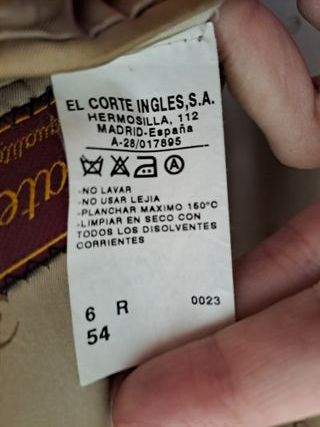 EL CORTE INGLES,S.A.
HERMOSILLA, 112
MADRID-España
A-28/017895
A
-NO LAVAR
-NO USAR LEJIA
-PLANCHAR MAXIMO 150°C
-LIMPIAR EN SECO CON
TODOS LOS DISOLVENTES
CORRIENTES
6 R 0023
54